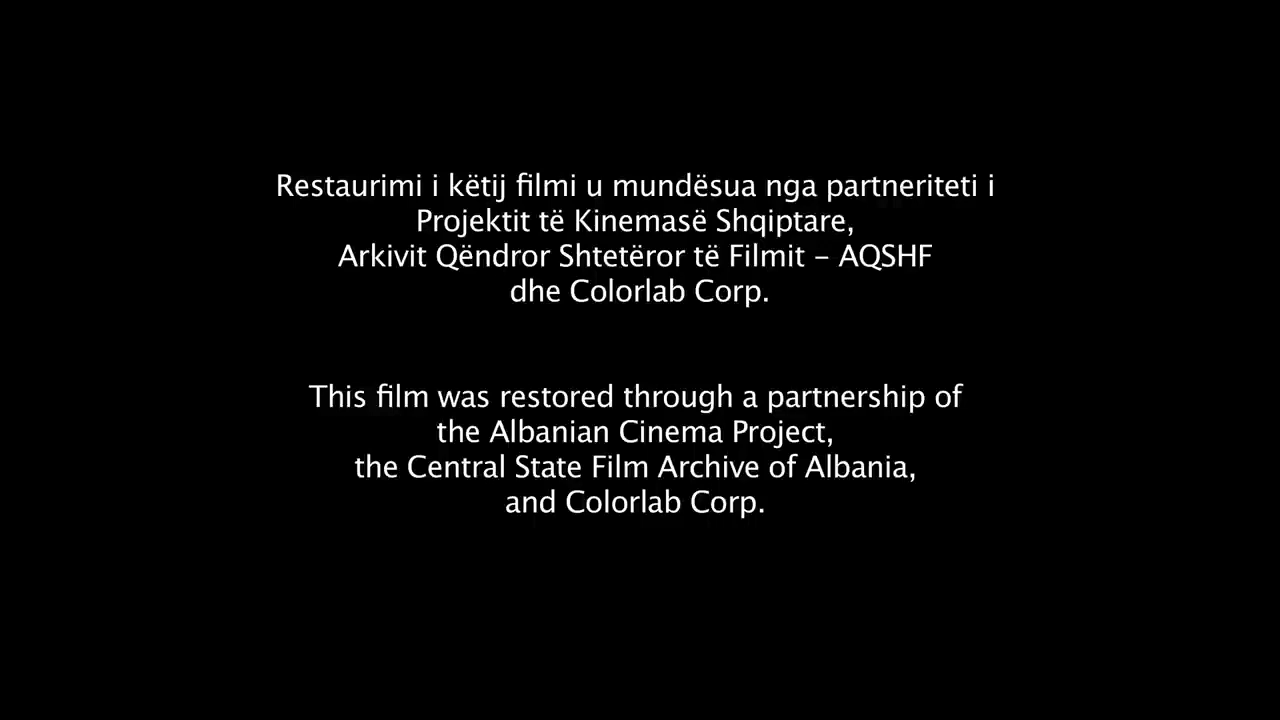 Restaurimi i këtij filmi u mundësua nga partneriteti i
Projektit të Kinemasë Shqiptare,
Arkivit Qëndror Shtetëror të Filmit – AQSHF
dhe Colorlab Corp.
This film was restored through a partnership of
the Albanian Cinema Project,
the Central State Film Archive of Albania,
and Colorlab Corp.